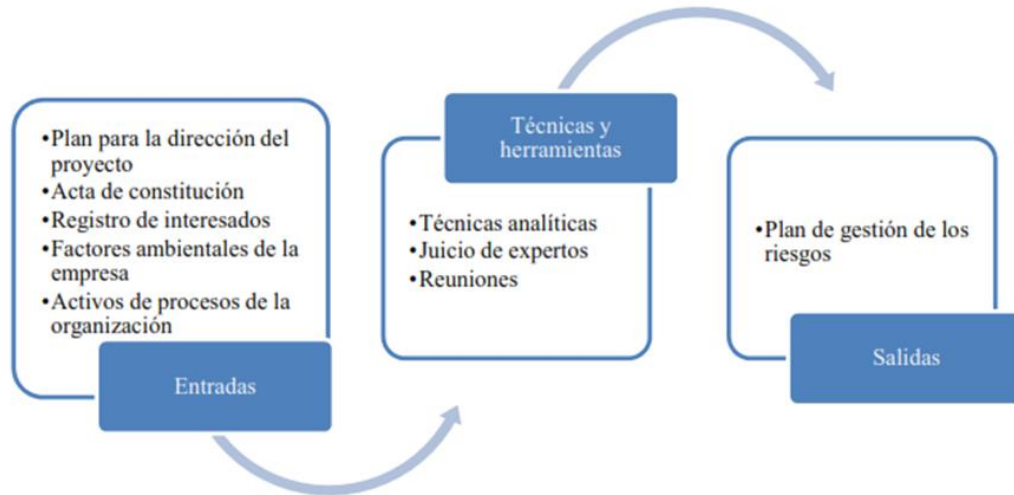 •Plan para la dirección del
proyecto
•Acta de constitución
•Registro de interesados
•Factores ambientales de la
empresa
•Activos de procesos de la
organización
Entradas
Técnicas y
herramientas
•Técnicas analíticas
•Juicio de expertos
•Reuniones
•Plan de gestión de los
riesgos
Salidas